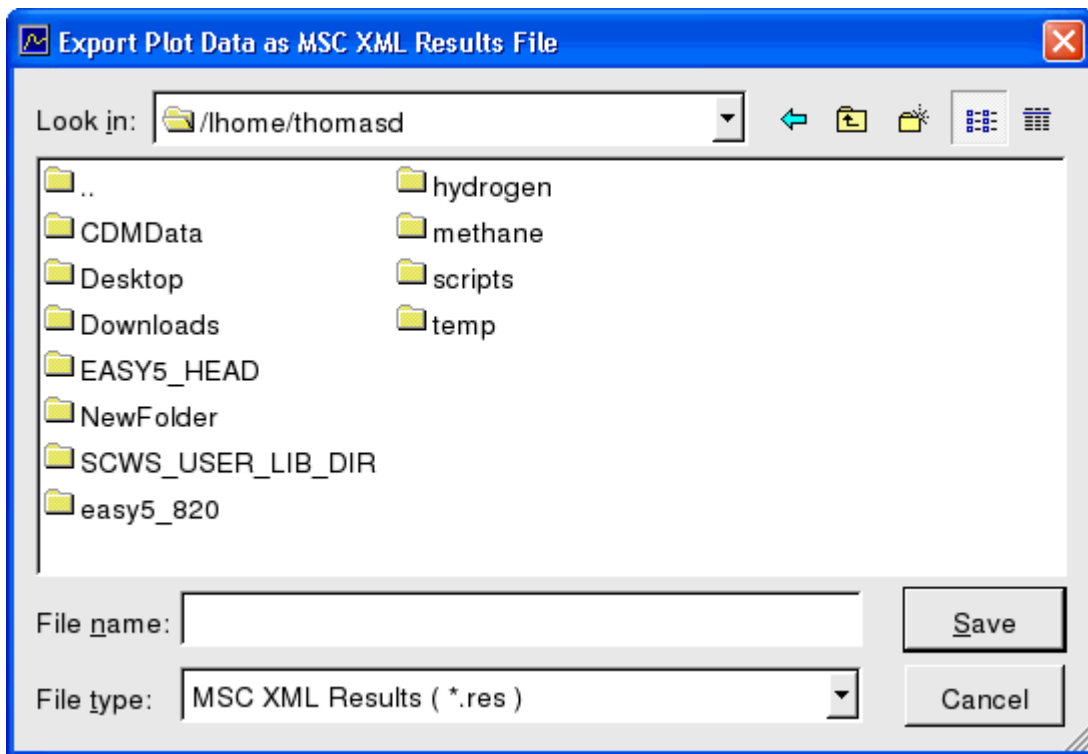 Export Plot Data as MSC XML Results File
Look in: /lhome/thomasd
..
CDMData
Desktop
Downloads
EASY5_HEAD
NewFolder
SCWS_USER_LIB_DIR
easy5_820
hydrogen
methane
scripts
temp
File name:
Save
File type: MSC XML Results ( *.res )
Cancel